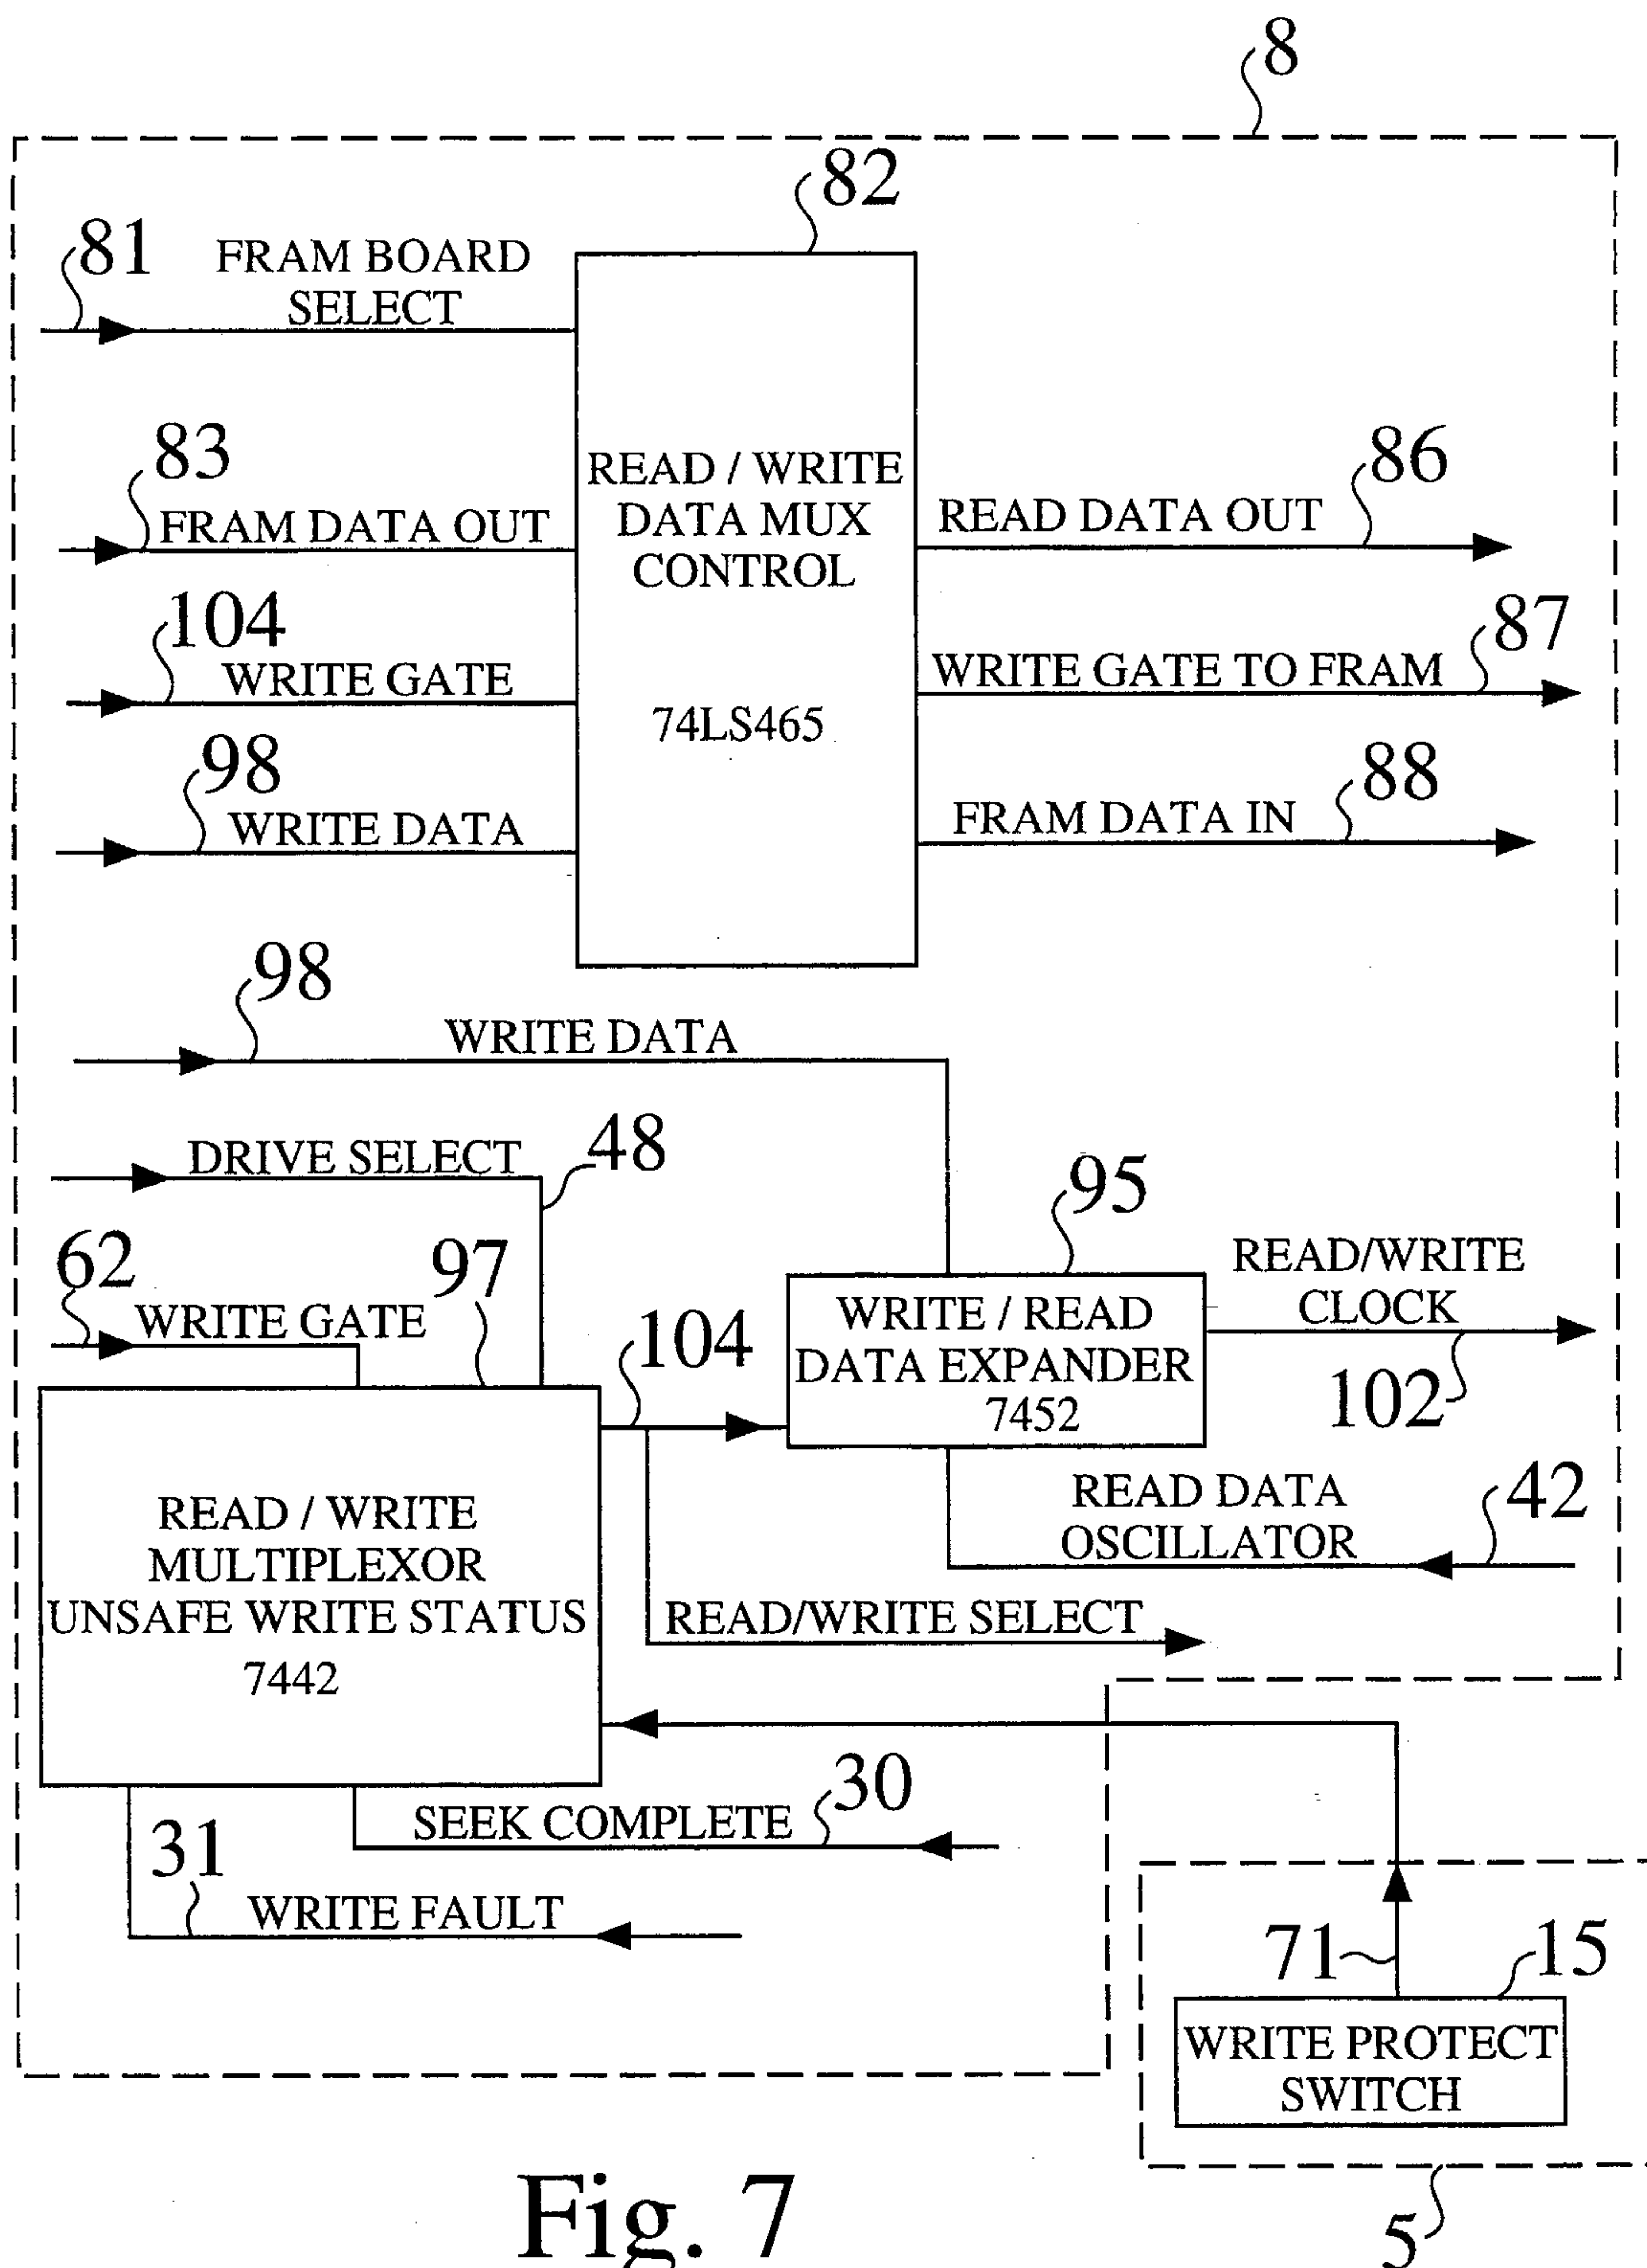 8
82
81
FRAM BOARD
SELECT
83
FRAM DATA OUT
READ / WRITE
DATA MUX
CONTROL
86
READ DATA OUT
104
WRITE GATE
87
WRITE GATE TO FRAM
74LS465
98
WRITE DATA
88
FRAM DATA IN
98
WRITE DATA
DRIVE SELECT
48
95
62
WRITE GATE
97
104
WRITE / READ
DATA EXPANDER
7452
READ/WRITE
CLOCK
102
READ DATA
OSCILLATOR
42
READ / WRITE
MULTIPLEXOR
UNSAFE WRITE STATUS
7442
READ/WRITE SELECT
SEEK COMPLETE
30
31
WRITE FAULT
71
15
WRITE PROTECT
SWITCH
5
Fig. 7